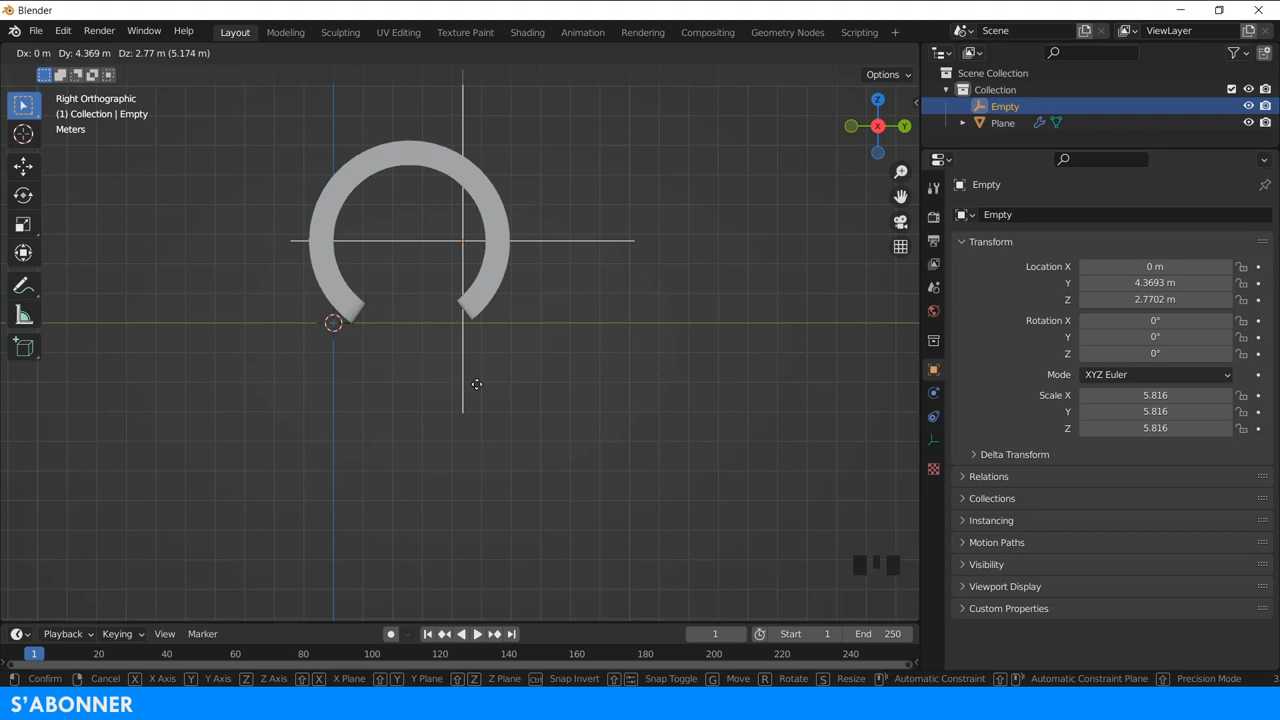 Blender
File Edit Render Window Help Layout Modeling Sculpting UV Editing Texture Paint Shading Animation Rendering Compositing Geometry Nodes Scripting + Scene ViewLayer
Dx: 0 m Dy: 4.369 m Dz: 2.77 m (5.174 m)
Options
Right Orthographic
(1) Collection | Empty
Meters
Z
X
Y
Scene Collection
Collection
Empty
Plane
Empty
Empty
Transform
Location X 0 m
Y 4.3693 m
Z 2.7702 m
Rotation X 0°
Y 0°
Z 0°
Mode XYZ Euler
Scale X 5.816
Y 5.816
Z 5.816
Delta Transform
Relations
Collections
Instancing
Motion Paths
Visibility
Viewport Display
Custom Properties
Playback Keying View Marker 1 Start 1 End 250
1 20 40 60 80 100 120 140 160 180 200 220 240
Confirm Cancel X X Axis Y Y Axis Z Z Axis X X Plane Y Y Plane Z Z Plane Ctrl Snap Invert Snap Toggle G Move R Rotate S Resize Automatic Constraint Automatic Constraint Plane Precision Mode 3
S'ABONNER